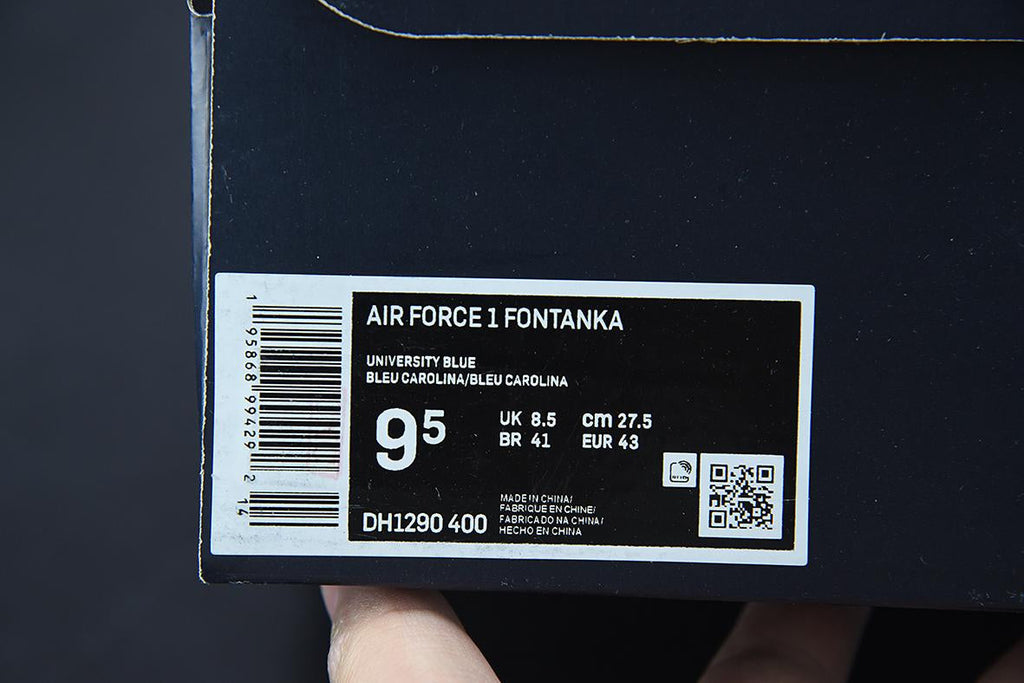 AIR FORCE 1 FONTANKA
UNIVERSITY BLUE
BLEU CAROLINA/BLEU CAROLINA
9⁵
UK 8.5 cm 27.5
BR 41 EUR 43
DH1290 400
MADE IN CHINA/
FABRIQUE EN CHINE/
FABRICADO NA CHINA/
HECHO EN CHINA
1 95868 99429 2
14